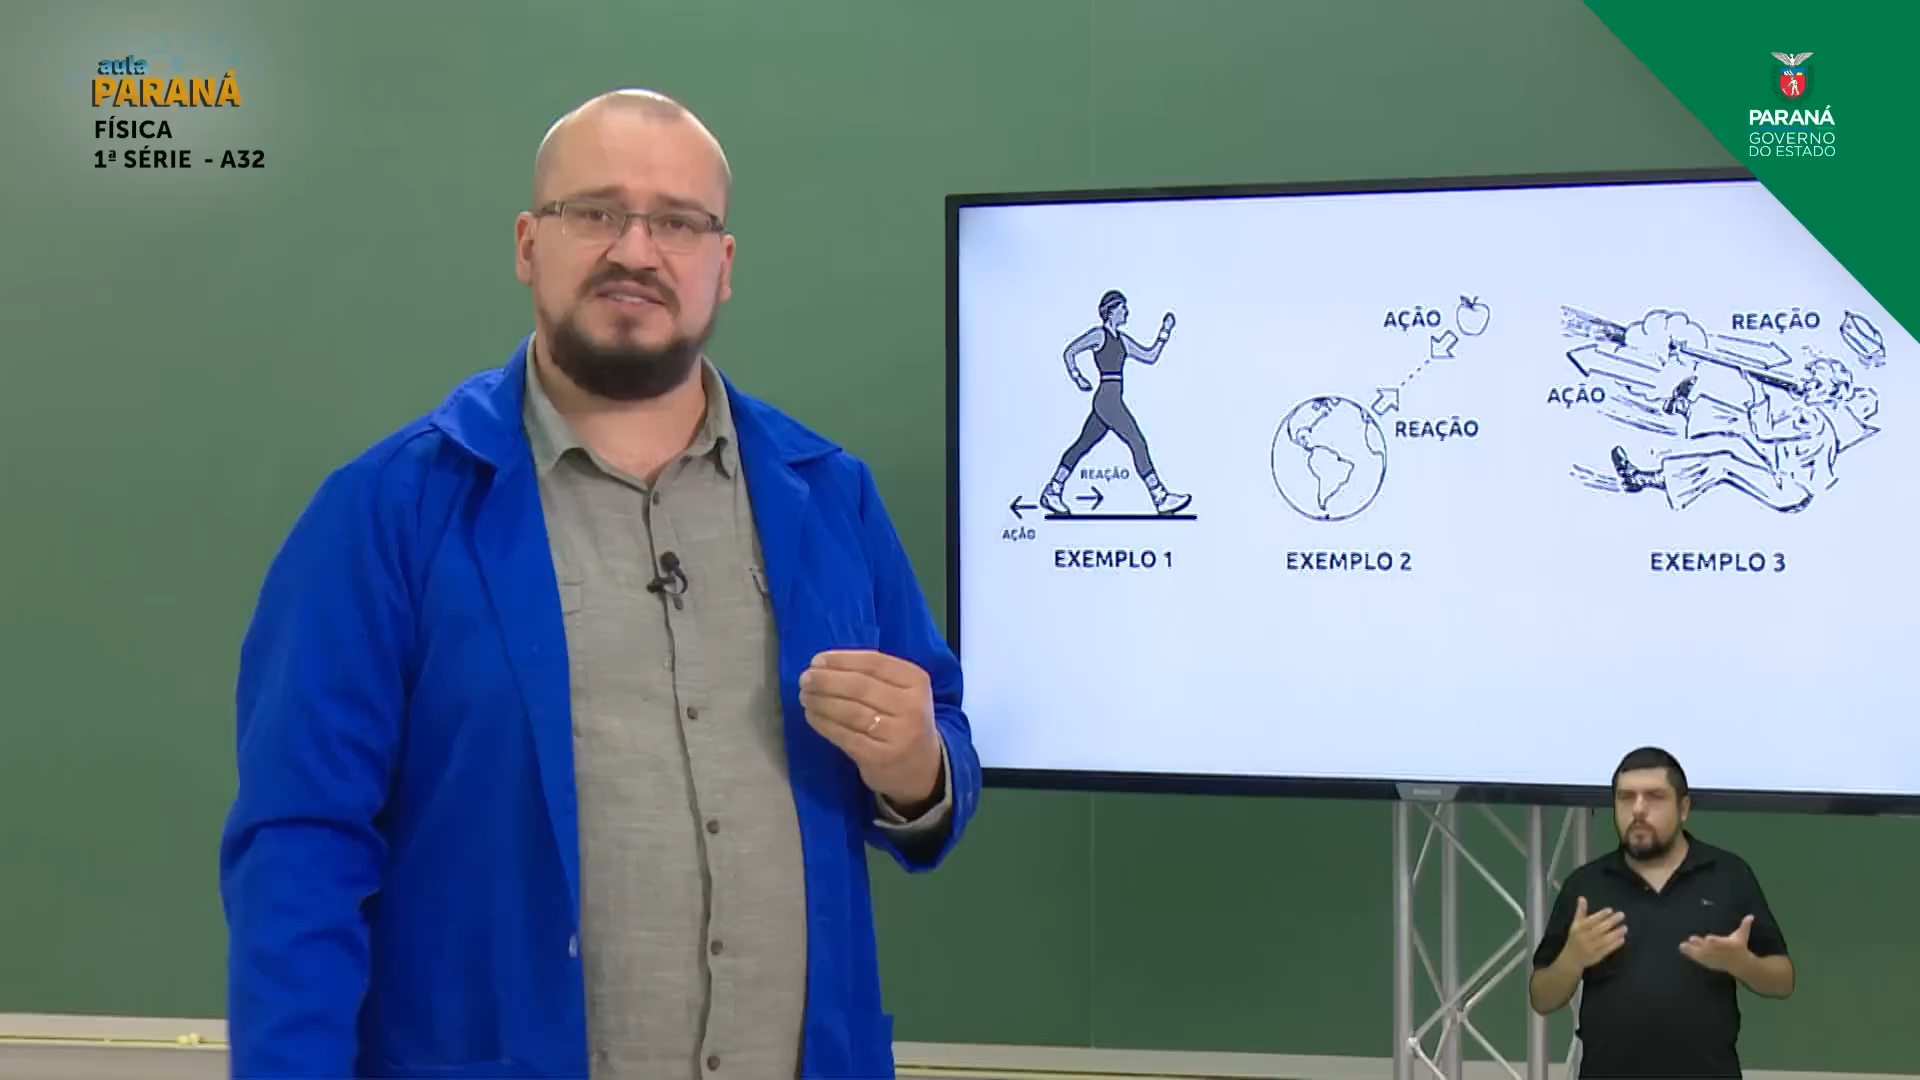 aula
PARANÁ
FÍSICA
1ª SÉRIE - A32
PARANÁ
GOVERNO
DO ESTADO
AÇÃO
REAÇÃO
REAÇÃO
AÇÃO
REAÇÃO
AÇÃO
EXEMPLO 1
EXEMPLO 2
EXEMPLO 3